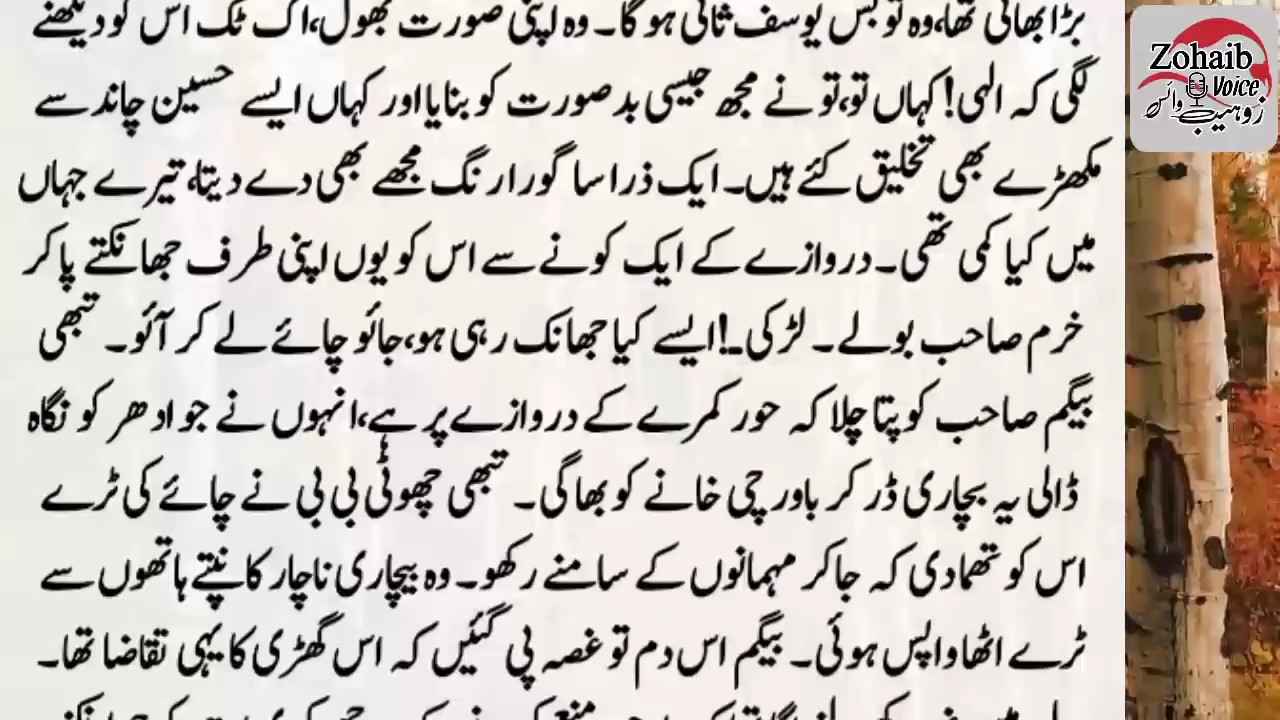 بڑا بھائی تھا، وہ تو بس یوسف ثانی ہو گا۔ وہ اپنی صورت بھول، اک ٹک اس کو دیکھنے
لگی کہ الہی! کہاں تو، تو نے مجھ جیسی بد صورت کو بنایا اور کہاں ایسے حسین چاند سے
مکھڑے بھی تخلیق کئے ہیں۔ ایک ذرا سا گورا رنگ مجھے بھی دے دیتا، تیرے جہاں
میں کیا کمی تھی۔ دروازے کے ایک کونے سے اس کو یوں اپنی طرف جھانکتے پا کر
خرم صاحب بولے۔ لڑکی۔! ایسے کیا جھانک رہی ہو، جائو چائے لے کر آئو۔ تبھی
بیگم صاحب کو پتا چلا کہ حور کمرے کے دروازے پر ہے، انہوں نے جو ادھر کو نگاہ
ڈالی یہ بچاری ڈر کر باورچی خانے کو بھاگی۔ تبھی چھوٹی بی بی نے چائے کی ٹرے
اس کو تھمادی کہ جا کر مہمانوں کے سامنے رکھو۔ وہ بیچاری ناچار کانپتے ہاتھوں سے
ٹرے اٹھا واپس ہوئی۔ بیگم اس دم تو غصہ پی گئیں کہ اس گھڑی کا یہی تقاضا تھا۔
Zohaib
Voice
زوہیب وائس